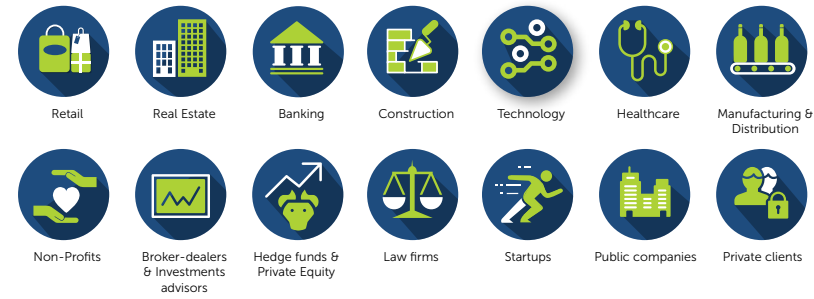 Retail
Real Estate
Banking
Construction
Technology
Healthcare
Manufacturing &
Distribution
Non-Profits
Broker-dealers
& Investments
advisors
Hedge funds &
Private Equity
Law firms
Startups
Public companies
Private clients